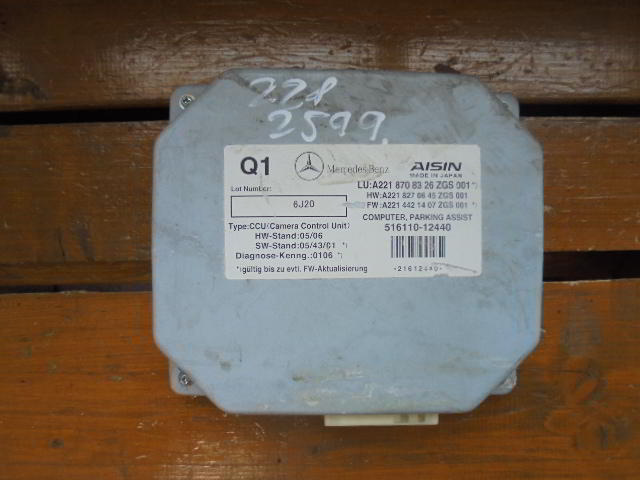 228
2599
Q1
Mercedes-Benz
AISIN
MADE IN JAPAN
Lot Number:
6J20
LU:A221 870 83 26 ZGS 001 *)
HW:A221 827 06 45 ZGS 001
FW:A221 442 14 07 ZGS 001 *)
Type:CCU(Camera Control Unit)
HW-Stand:05/06
SW-Stand:05/43/01 *)
Diagnose-Kenng.:0106 *)
*)gültig bis zu evtl. FW-Aktualisierung
COMPUTER, PARKING ASSIST
516110-12440